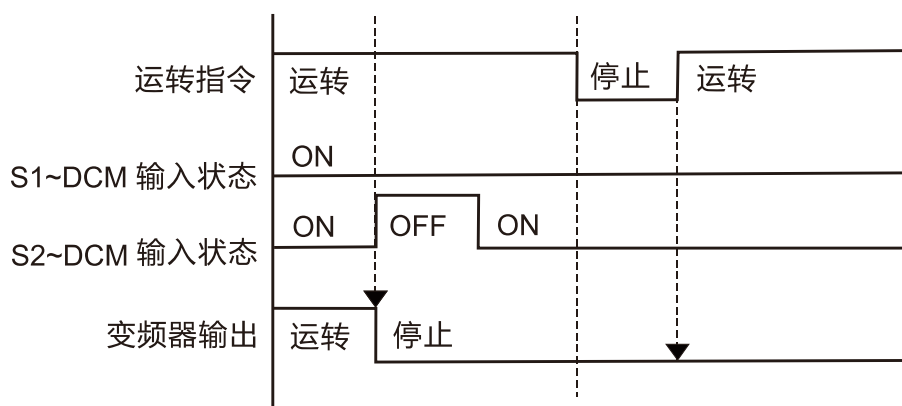 运转指令 运转 停止 运转
S1~DCM 输入状态 ON
S2~DCM 输入状态 ON OFF ON
变频器输出 运转 停止